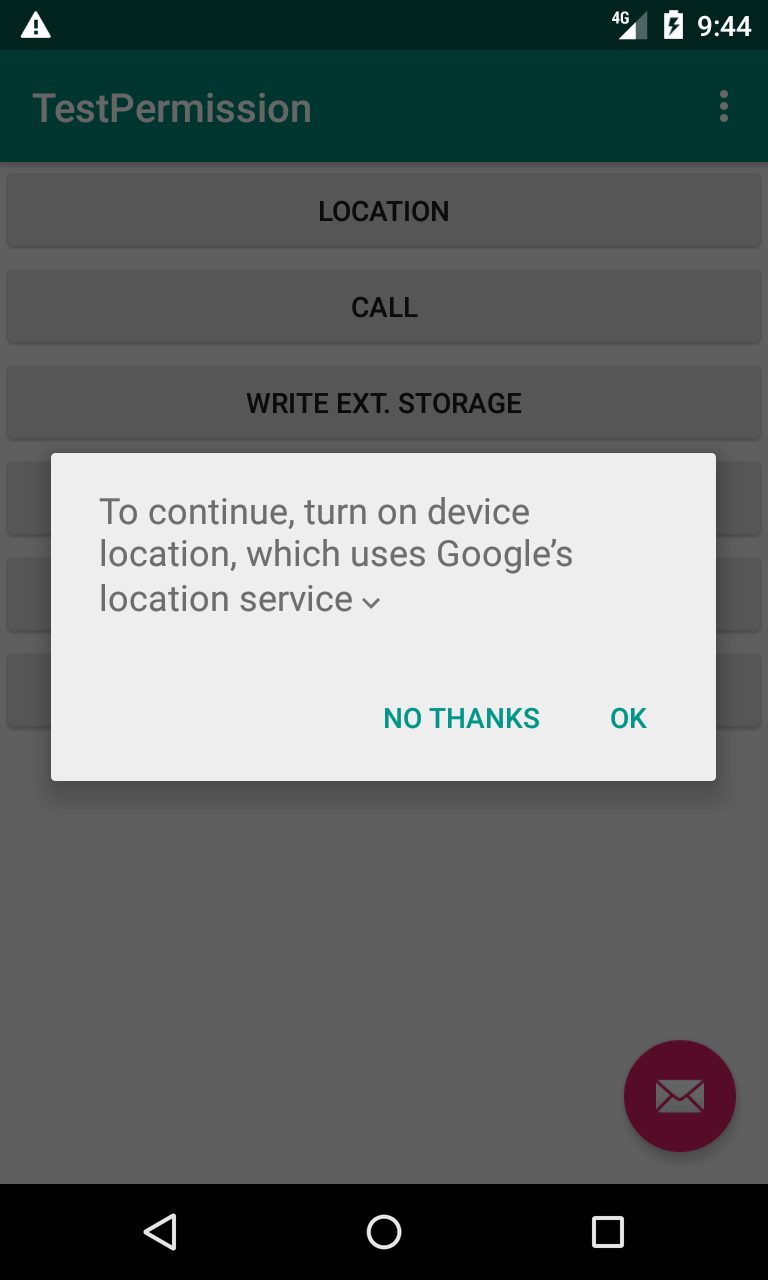 4G 9:44
TestPermission
LOCATION
CALL
WRITE EXT. STORAGE
To continue, turn on device
location, which uses Google’s
location service
NO THANKS OK